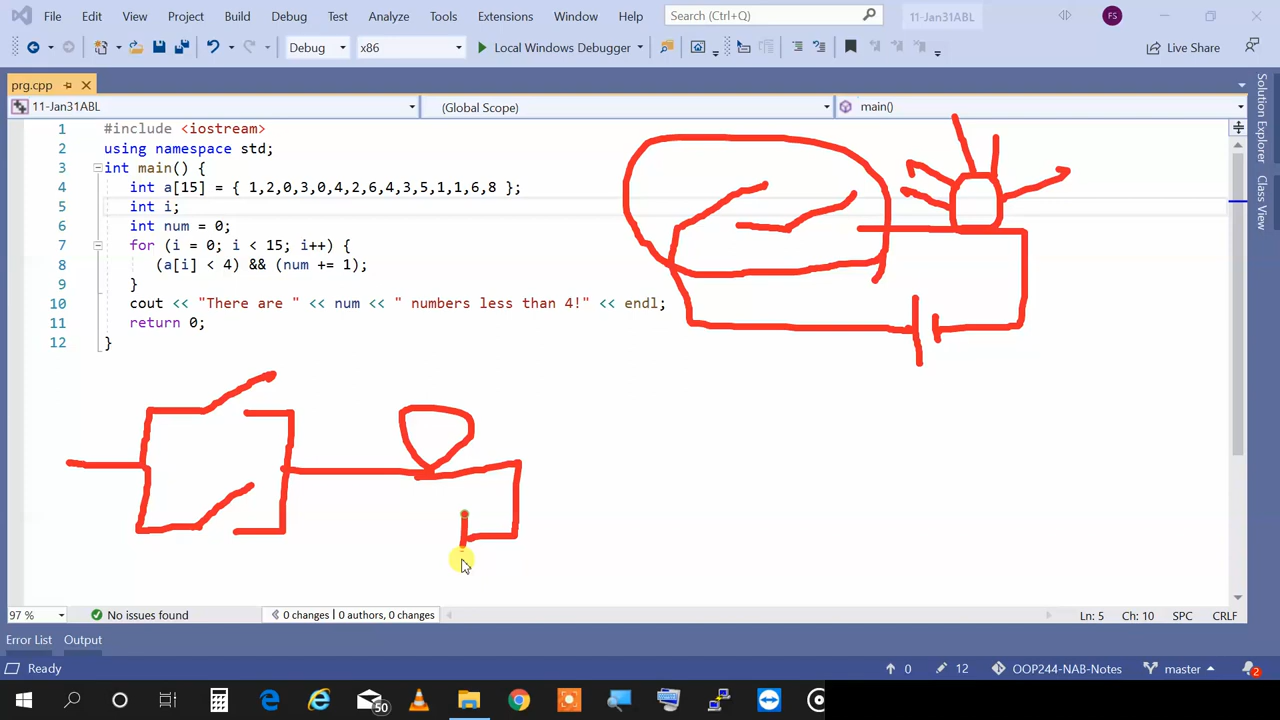 File Edit View Project Build Debug Test Analyze Tools Extensions Window Help Search (Ctrl+Q) 11-Jan31ABL FS
Debug x86 Local Windows Debugger Live Share
prg.cpp
11-Jan31ABL (Global Scope) main()
1 #include <iostream>
2 using namespace std;
3 int main() {
4 int a[15] = { 1,2,0,3,0,4,2,6,4,3,5,1,1,6,8 };
5 int i;
6 int num = 0;
7 for (i = 0; i < 15; i++) {
8 (a[i] < 4) && (num += 1);
9 }
10 cout << "There are " << num << " numbers less than 4!" << endl;
11 return 0;
12 }
Solution Explorer
Class View
97 % No issues found 0 changes | 0 authors, 0 changes Ln: 5 Ch: 10 SPC CRLF
Error List Output
Ready 0 12 OOP244-NAB-Notes master 2
50